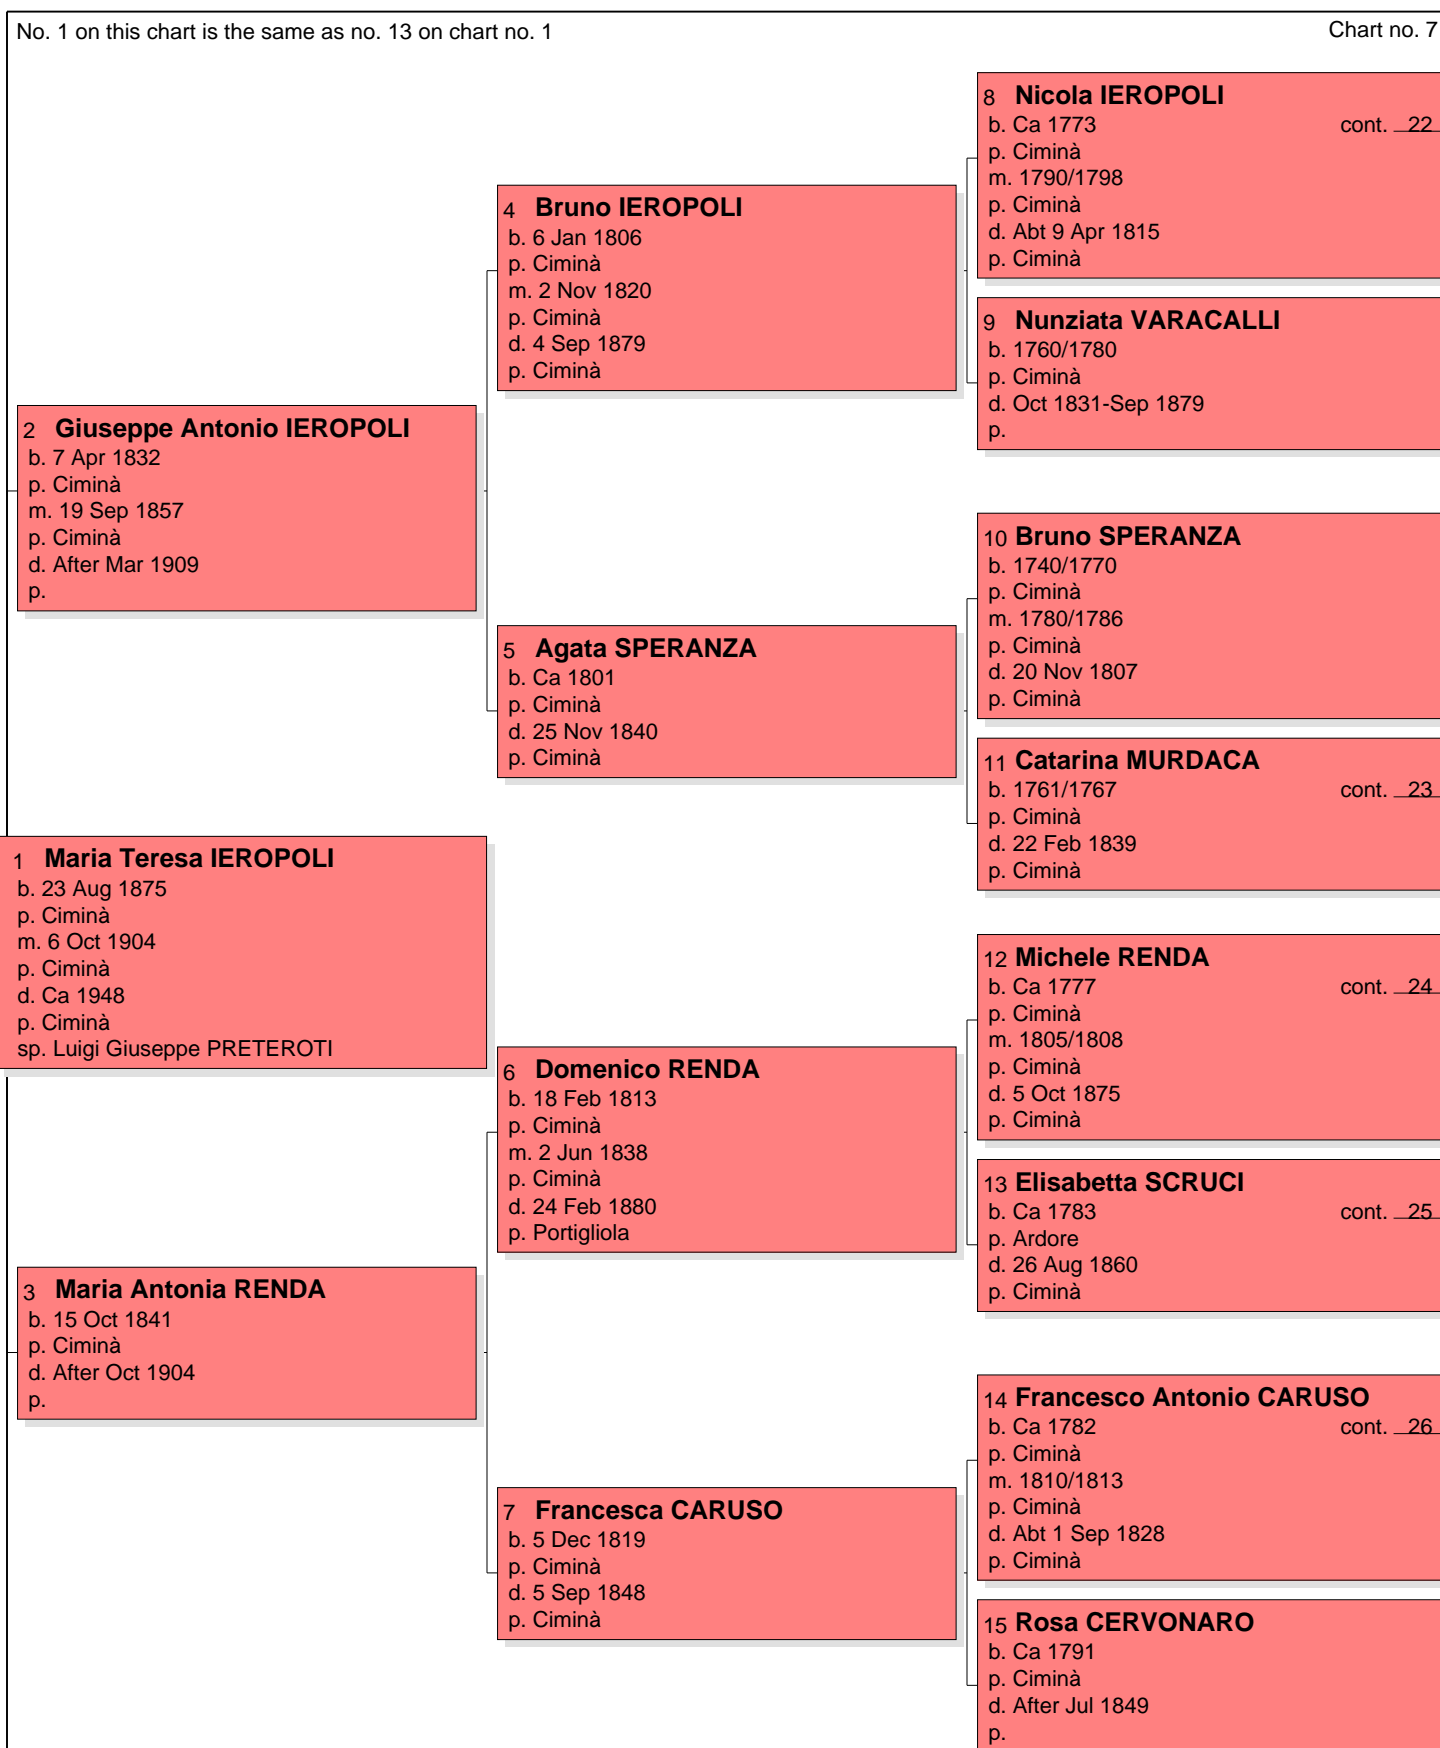 No. 1 on this chart is the same as no. 13 on chart no. 1
Chart no. 7
8 Nicola IEROPOLI
b. Ca 1773 cont. 22
p. Ciminà
m. 1790/1798
p. Ciminà
d. Abt 9 Apr 1815
p. Ciminà
4 Bruno IEROPOLI
b. 6 Jan 1806
p. Ciminà
m. 2 Nov 1820
p. Ciminà
d. 4 Sep 1879
p. Ciminà
9 Nunziata VARACALLI
b. 1760/1780
p. Ciminà
d. Oct 1831-Sep 1879
p.
2 Giuseppe Antonio IEROPOLI
b. 7 Apr 1832
p. Ciminà
m. 19 Sep 1857
p. Ciminà
d. After Mar 1909
p.
10 Bruno SPERANZA
b. 1740/1770
p. Ciminà
m. 1780/1786
p. Ciminà
d. 20 Nov 1807
p. Ciminà
5 Agata SPERANZA
b. Ca 1801
p. Ciminà
d. 25 Nov 1840
p. Ciminà
11 Catarina MURDACA
b. 1761/1767 cont. 23
p. Ciminà
d. 22 Feb 1839
p. Ciminà
1 Maria Teresa IEROPOLI
b. 23 Aug 1875
p. Ciminà
m. 6 Oct 1904
p. Ciminà
d. Ca 1948
p. Ciminà
sp. Luigi Giuseppe PRETEROTI
12 Michele RENDA
b. Ca 1777 cont. 24
p. Ciminà
m. 1805/1808
p. Ciminà
d. 5 Oct 1875
p. Ciminà
6 Domenico RENDA
b. 18 Feb 1813
p. Ciminà
m. 2 Jun 1838
p. Ciminà
d. 24 Feb 1880
p. Portigliola
13 Elisabetta SCRUCI
b. Ca 1783 cont. 25
p. Ardore
d. 26 Aug 1860
p. Ciminà
3 Maria Antonia RENDA
b. 15 Oct 1841
p. Ciminà
d. After Oct 1904
p.
14 Francesco Antonio CARUSO
b. Ca 1782 cont. 26
p. Ciminà
m. 1810/1813
p. Ciminà
d. Abt 1 Sep 1828
p. Ciminà
7 Francesca CARUSO
b. 5 Dec 1819
p. Ciminà
d. 5 Sep 1848
p. Ciminà
15 Rosa CERVONARO
b. Ca 1791
p. Ciminà
d. After Jul 1849
p.